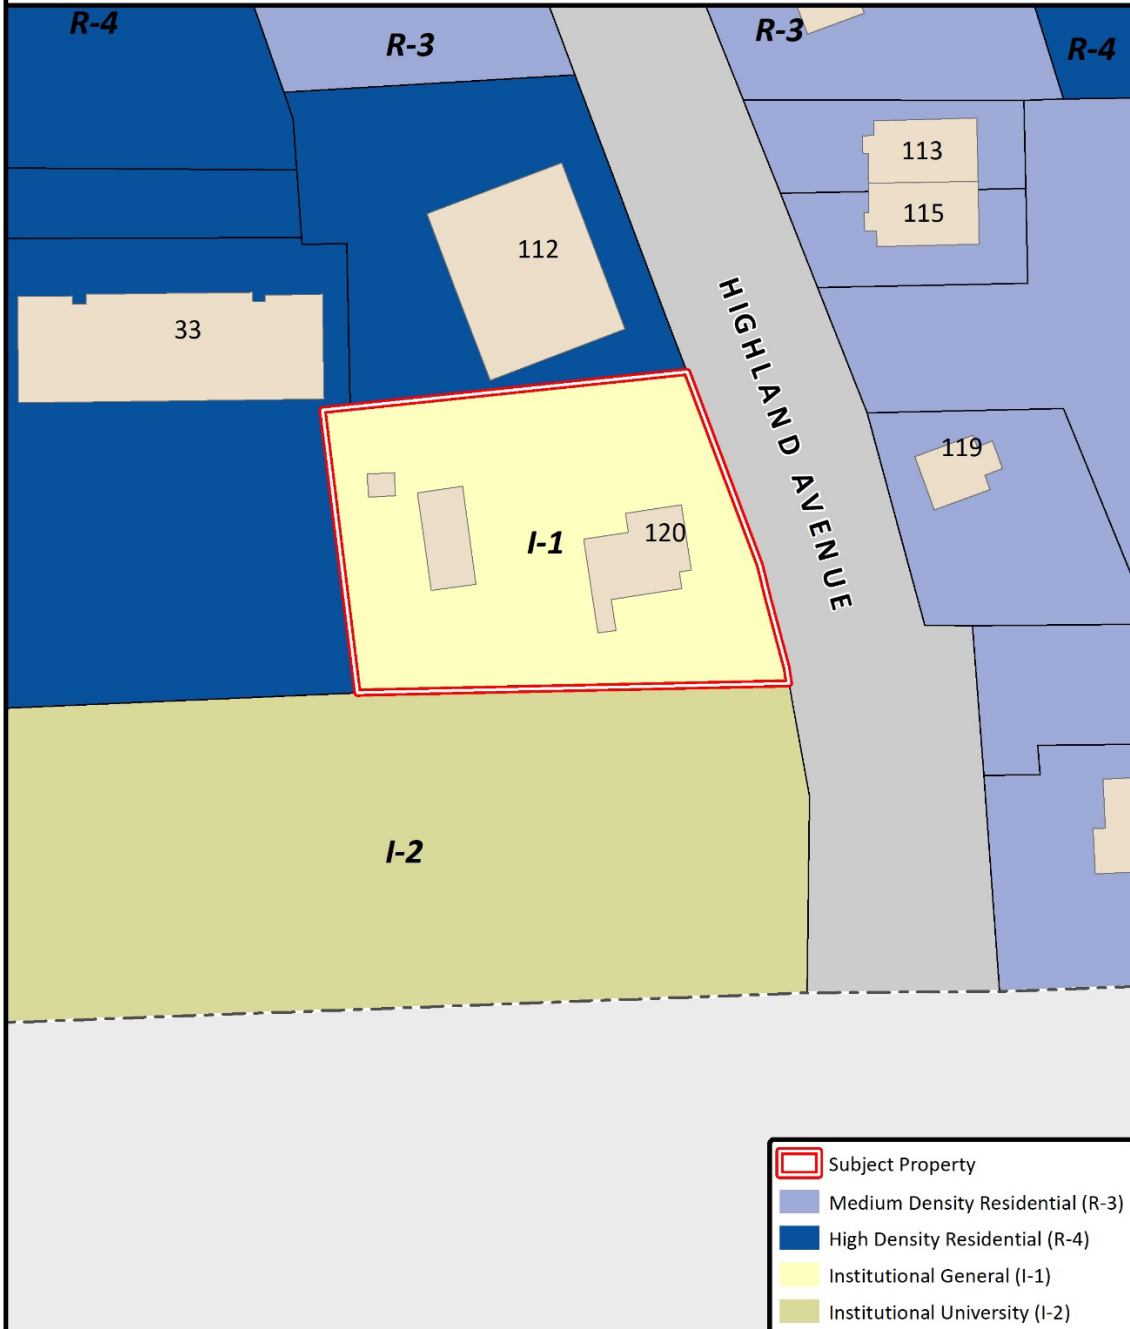 R-4
R-3
R-3
R-4
113
115
112
33
HIGHLAND AVENUE
119
120
I-1
I-2
Subject Property
Medium Density Residential (R-3)
High Density Residential (R-4)
Institutional General (I-1)
Institutional University (I-2)